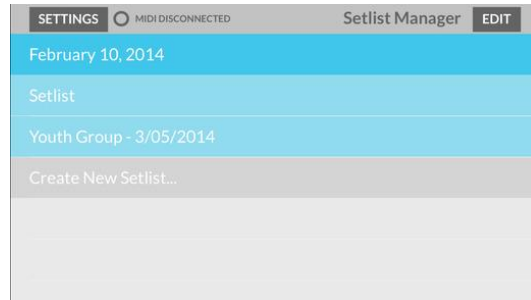 SETTINGS MIDI DISCONNECTED Setlist Manager EDIT
February 10, 2014
Setlist
Youth Group - 3/05/2014
Create New Setlist...